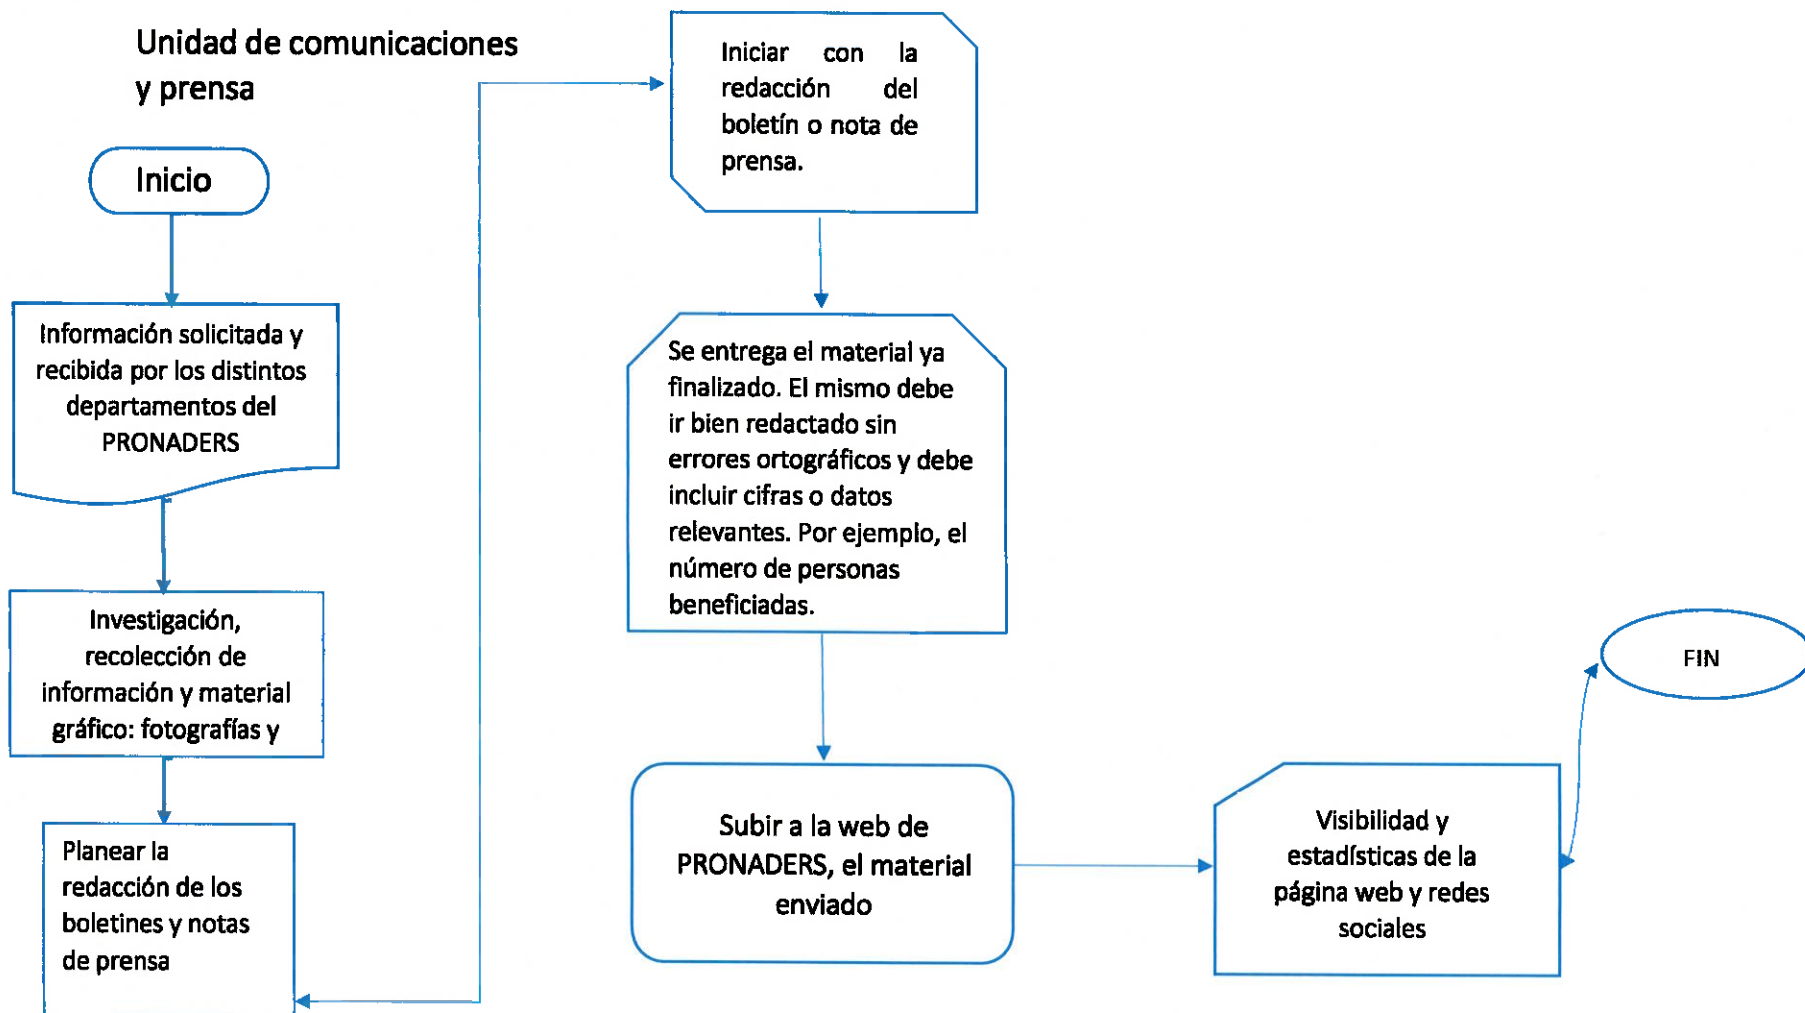 Unidad de comunicaciones
y prensa
Inicio
Información solicitada y
recibida por los distintos
departamentos del
PRONADERS
Investigación,
recolección de
información y material
gráfico: fotografías y
Planear la
redacción de los
boletines y notas
de prensa
Iniciar con la
redacción del
boletín o nota de
prensa.
Se entrega el material ya
finalizado. El mismo debe
ir bien redactado sin
errores ortográficos y debe
incluir cifras o datos
relevantes. Por ejemplo, el
número de personas
beneficiadas.
Subir a la web de
PRONADERS, el material
enviado
Visibilidad y
estadísticas de la
página web y redes
sociales
FIN